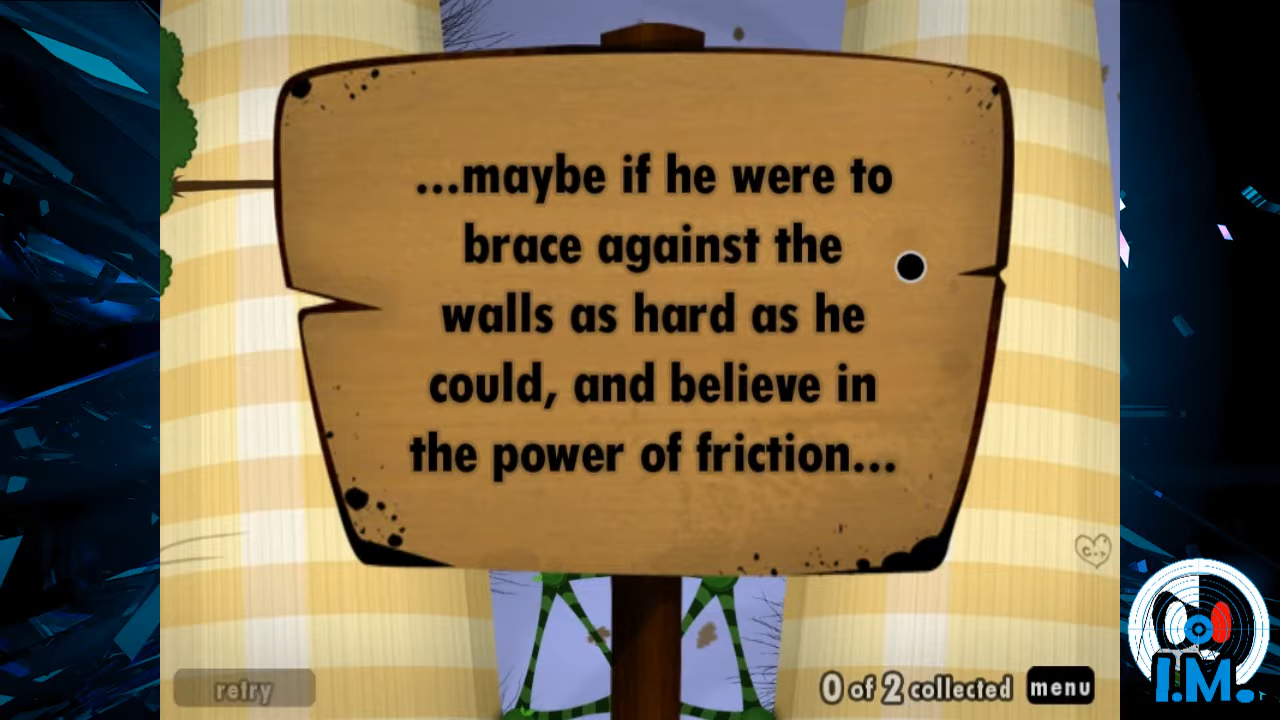 ...maybe if he were to
brace against the
walls as hard as he
could, and believe in
the power of friction...
retry
0 of 2 collected menu
I.M.